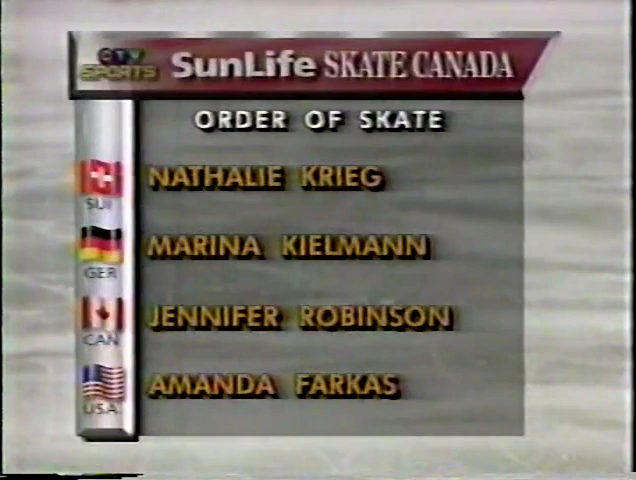 CTV SPORTS SunLife SKATE CANADA
ORDER OF SKATE
SUI NATHALIE KRIEG
GER MARINA KIELMANN
CAN JENNIFER ROBINSON
USA AMANDA FARKAS